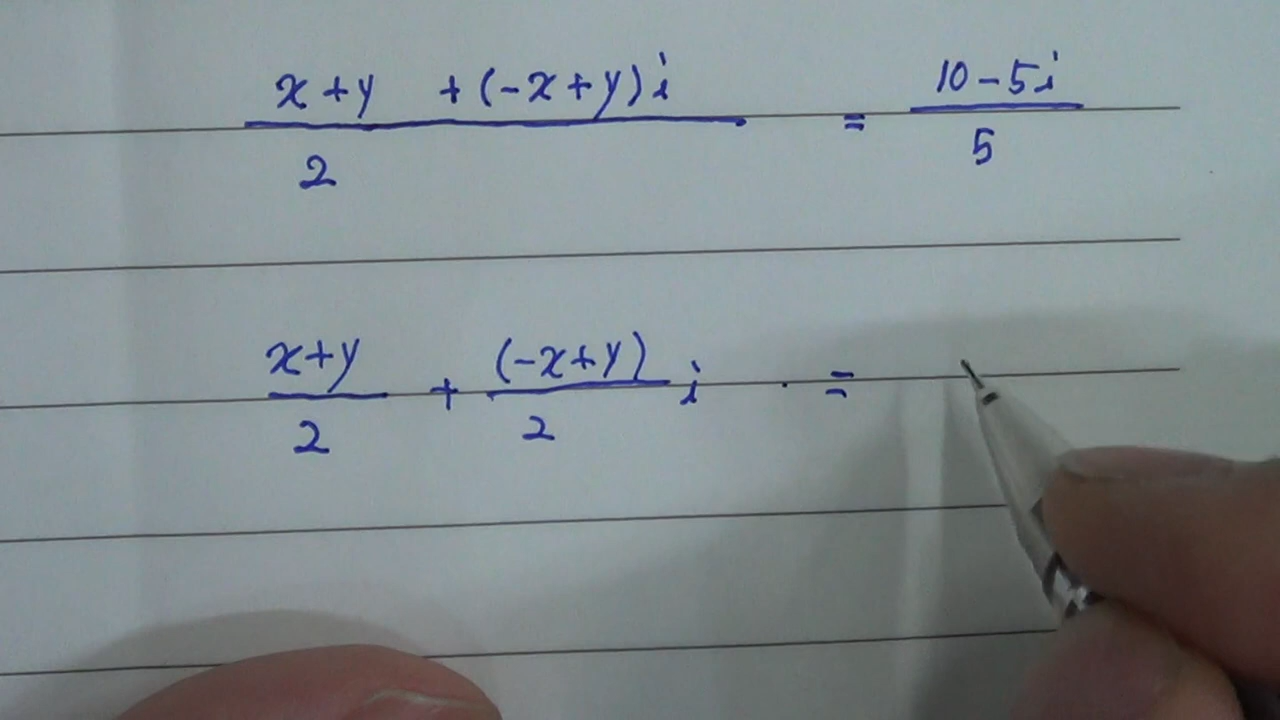 x+y +(-x+y)i = 10-5i
2 5
x+y + (-x+y) i =
2 2